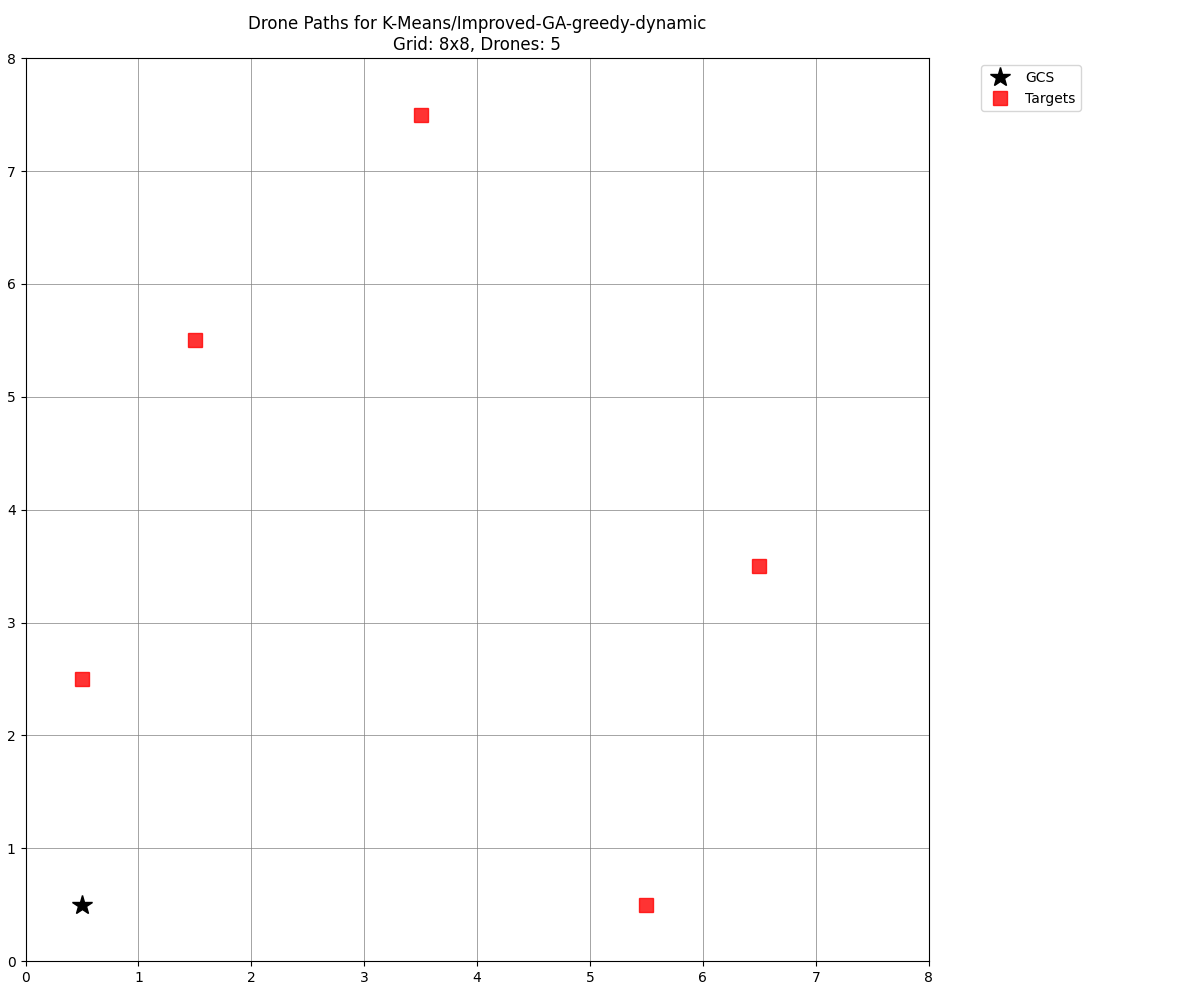 Drone Paths for K-Means/Improved-GA-greedy-dynamic
Grid: 8x8, Drones: 5
GCS
Targets
8
7
6
5
4
3
2
1
0
0 1 2 3 4 5 6 7 8